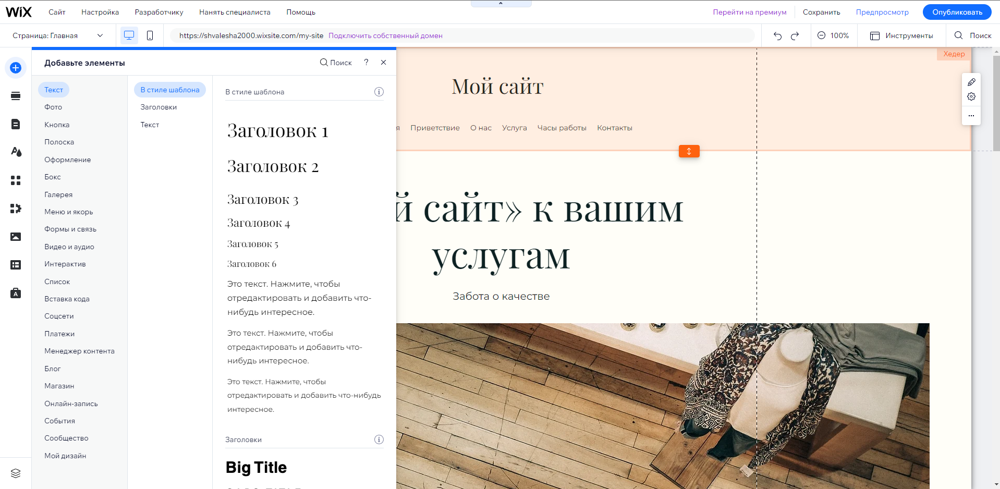 WiX Сайт Настройка Разработчику Нанять специалиста Помощь Перейти на премиум Сохранить Предпросмотр Опубликовать
Страница: Главная https://shvalesha2000.wixsite.com/my-site Подключить собственный домен 100% Инструменты Поиск
Добавьте элементы Поиск ?
Текст
Фото
Кнопка
Полоска
Оформление
Бокс
Галерея
Меню и якорь
Формы и связь
Видео и аудио
Интерактив
Список
Вставка кода
Соцсети
Платежи
Менеджер контента
Блог
Магазин
Онлайн-запись
События
Сообщество
Мой дизайн
В стиле шаблона
Заголовки
Текст
В стиле шаблона
Заголовок 1
Заголовок 2
Заголовок 3
Заголовок 4
Заголовок 5
Заголовок 6
Это текст. Нажмите, чтобы
отредактировать и добавить что-
нибудь интересное.
Это текст. Нажмите, чтобы
отредактировать и добавить что-
нибудь интересное.
Это текст. Нажмите, чтобы
отредактировать и добавить что-нибудь
интересное.
Заголовки
Big Title
Хедер
Мой сайт
я Приветствие О нас Услуга Часы работы Контакты
й сайт» к вашим
услугам
Забота о качестве